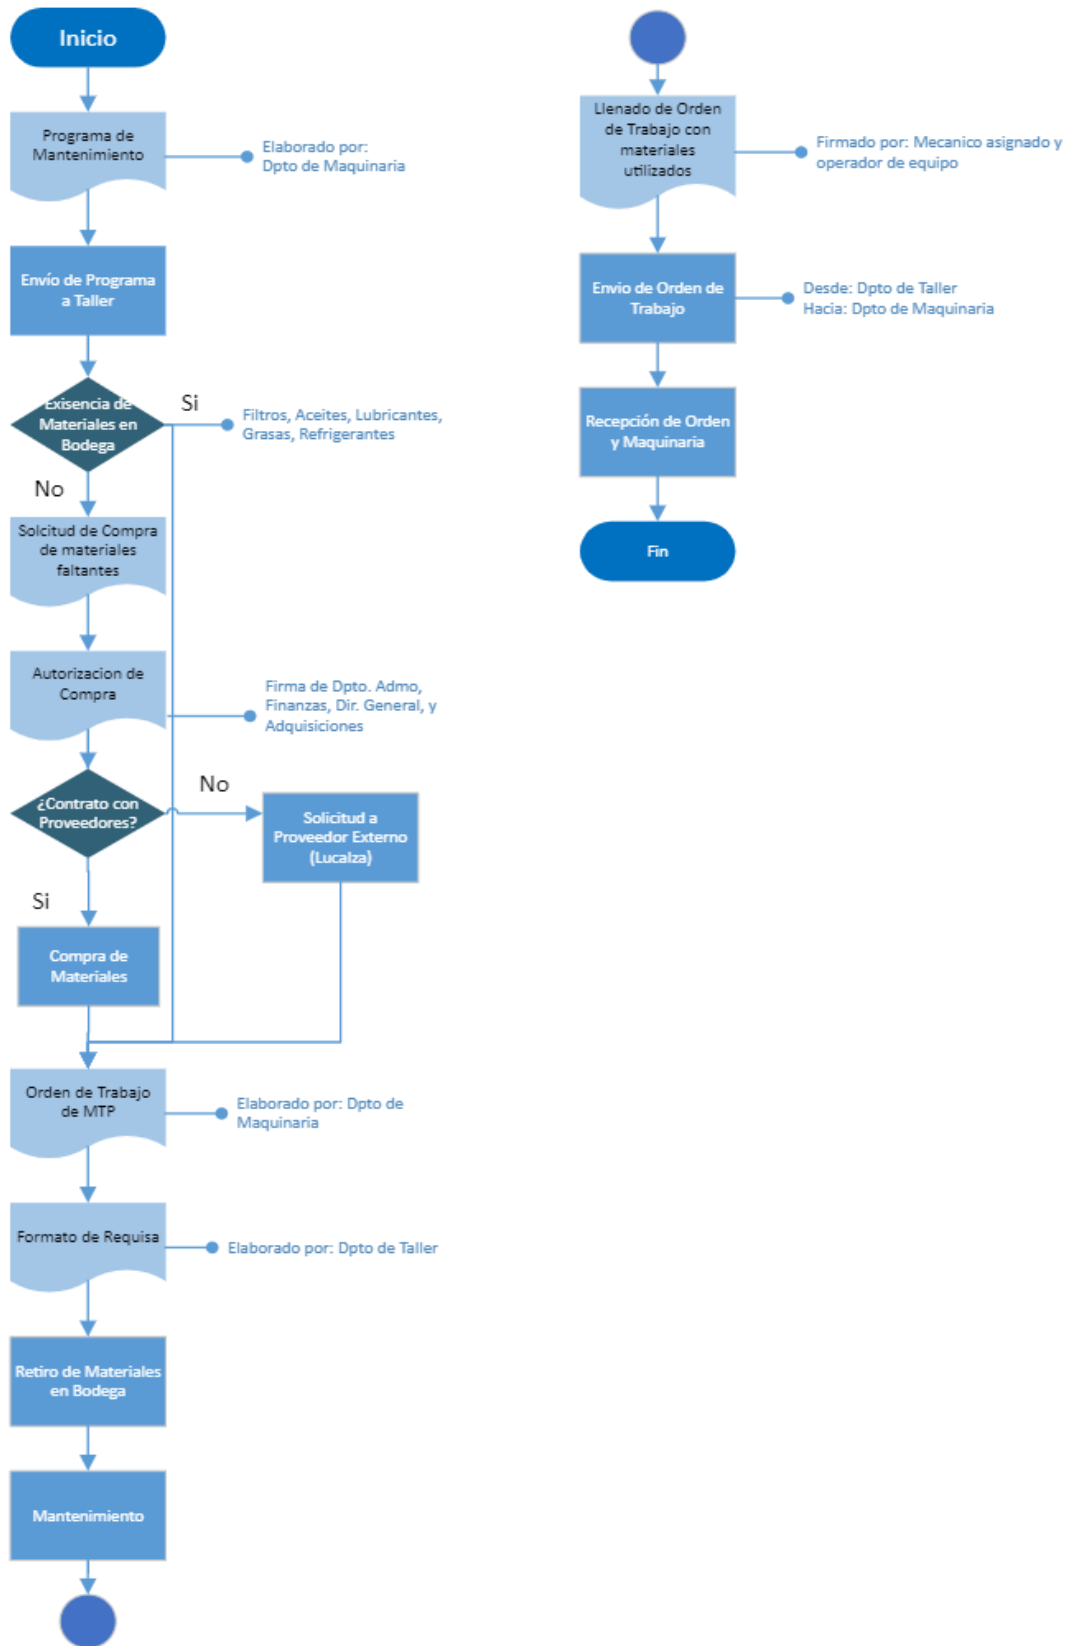 Inicio
Programa de
Mantenimiento
Elaborado por:
Dpto de Maquinaria
Envío de Programa
a Taller
Exisencia de
Materiales en
Bodega
Si
Filtros, Aceites, Lubricantes,
Grasas, Refrigerantes
No
Solcitud de Compra
de materiales
faltantes
Autorizacion de
Compra
Firma de Dpto. Admo,
Finanzas, Dir. General, y
Adquisiciones
¿Contrato con
Proveedores?
No
Solicitud a
Proveedor Externo
(Lucalza)
Si
Compra de
Materiales
Orden de Trabajo
de MTP
Elaborado por: Dpto de
Maquinaria
Formato de Requisa
Elaborado por: Dpto de Taller
Retiro de Materiales
en Bodega
Mantenimiento
Llenado de Orden
de Trabajo con
materiales
utilizados
Firmado por: Mecanico asignado y
operador de equipo
Envio de Orden de
Trabajo
Desde: Dpto de Taller
Hacia: Dpto de Maquinaria
Recepción de Orden
y Maquinaria
Fin